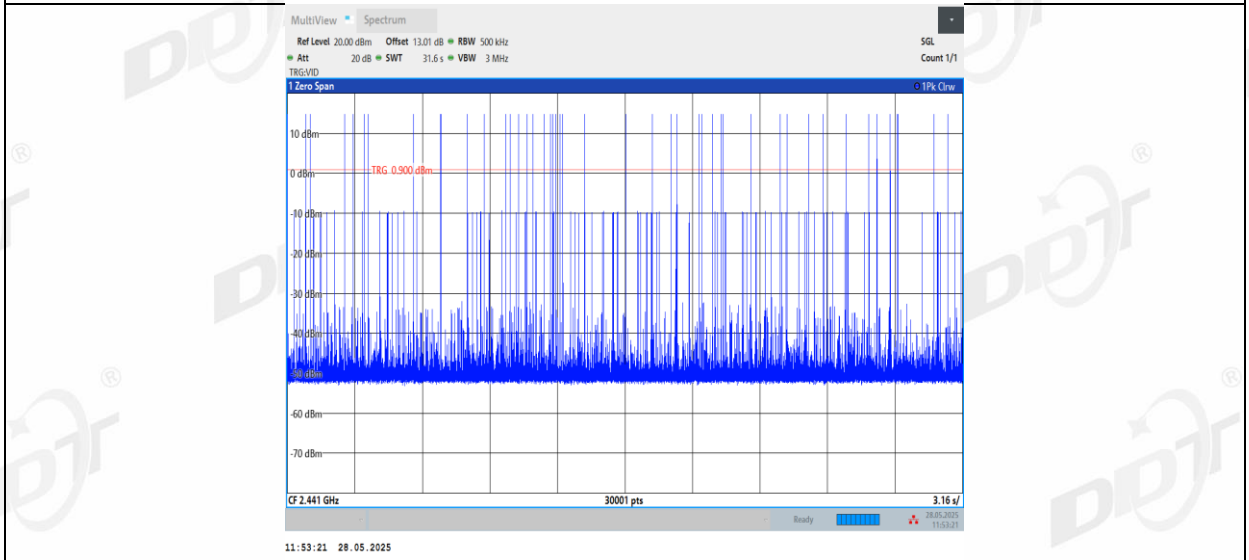 MultiView Spectrum
Ref Level 20.00 dBm Offset 13.01 dB RBW 500 kHz SGL
Att 20 dB SWT 31.6 s VBW 3 MHz Count 1/1
TRG:VID
1 Zero Span 1Pk Clrw
10 dBm
TRG 0.900 dBm
0 dBm
-10 dBm
-20 dBm
-30 dBm
-40 dBm
-50 dBm
-60 dBm
-70 dBm
CF 2.441 GHz 30001 pts 3.16 s/
Ready 28.05.2025
11:53:21
11:53:21 28.05.2025
DDT ®